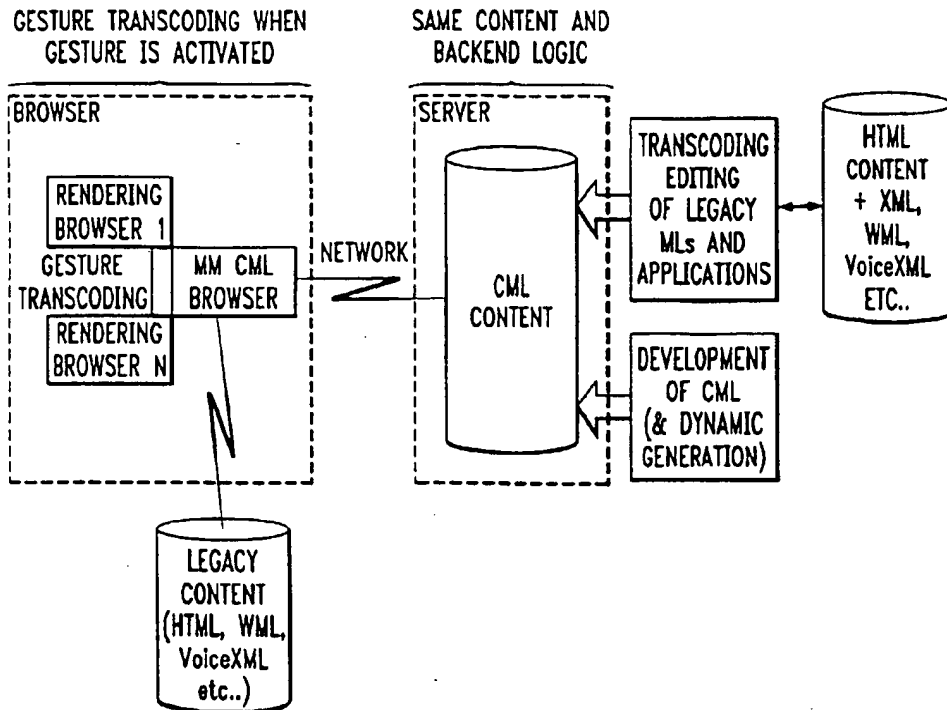 GESTURE TRANSCODING WHEN
GESTURE IS ACTIVATED
SAME CONTENT AND
BACKEND LOGIC
BROWSER
RENDERING
BROWSER 1
GESTURE
TRANSCODING
MM CML
BROWSER
RENDERING
BROWSER N
NETWORK
SERVER
CML
CONTENT
TRANSCODING
EDITING
OF LEGACY
MLs AND
APPLICATIONS
HTML
CONTENT
+ XML,
WML,
VoiceXML
ETC..
DEVELOPMENT
OF CML
(& DYNAMIC
GENERATION)
LEGACY
CONTENT
(HTML, WML,
VoiceXML
etc..)